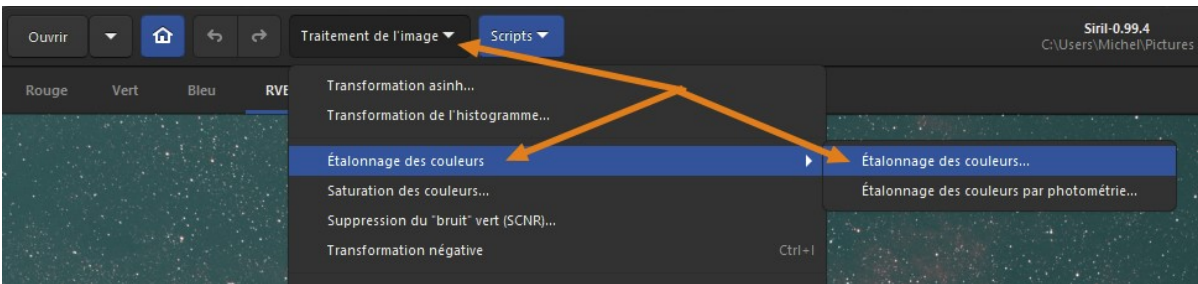 Ouvrir
Traitement de l'image
Scripts
Siril-0.99.4
C:\Users\Michel\Pictures
Rouge
Vert
Bleu
Transformation asinh...
Transformation de l'histogramme...
Étalonnage des couleurs
Étalonnage des couleurs...
Saturation des couleurs...
Étalonnage des couleurs par photométrie...
Suppression du "bruit" vert (SCNR)...
Transformation négative Ctrl+I